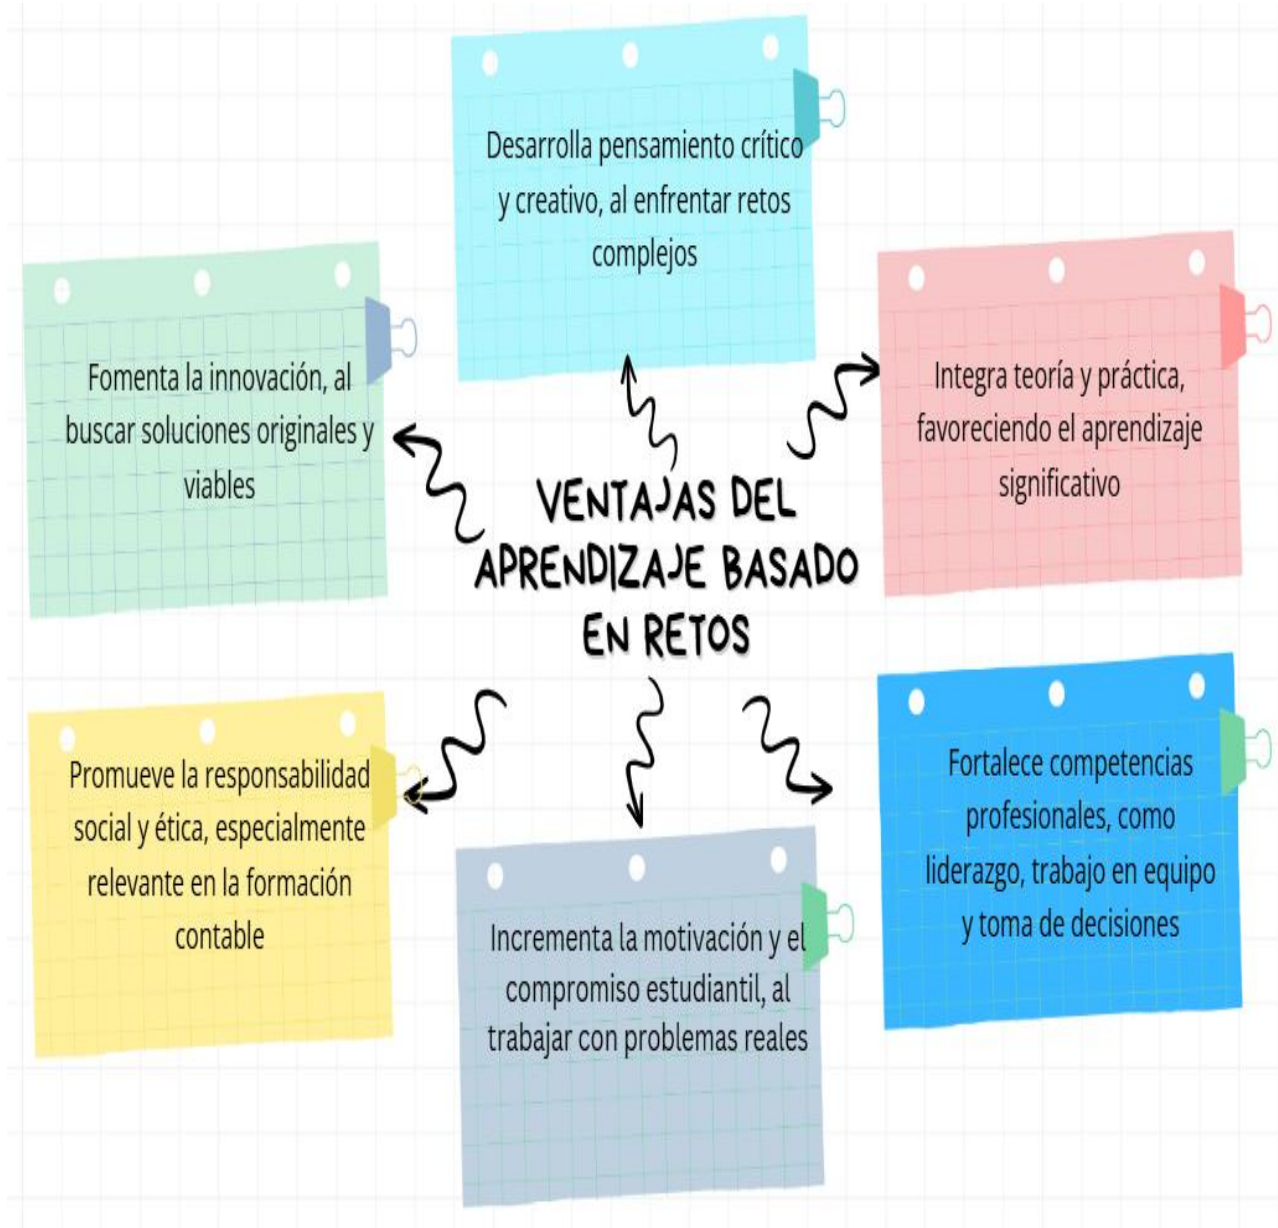 Desarrolla pensamiento crítico
y creativo, al enfrentar retos
complejos
Fomenta la innovación, al
buscar soluciones originales y
viables
Integra teoría y práctica,
favoreciendo el aprendizaje
significativo
VENTAJAS DEL
APRENDIZAJE BASADO
EN RETOS
Promueve la responsabilidad
social y ética, especialmente
relevante en la formación
contable
Incrementa la motivación y el
compromiso estudiantil, al
trabajar con problemas reales
Fortalece competencias
profesionales, como
liderazgo, trabajo en equipo
y toma de decisiones